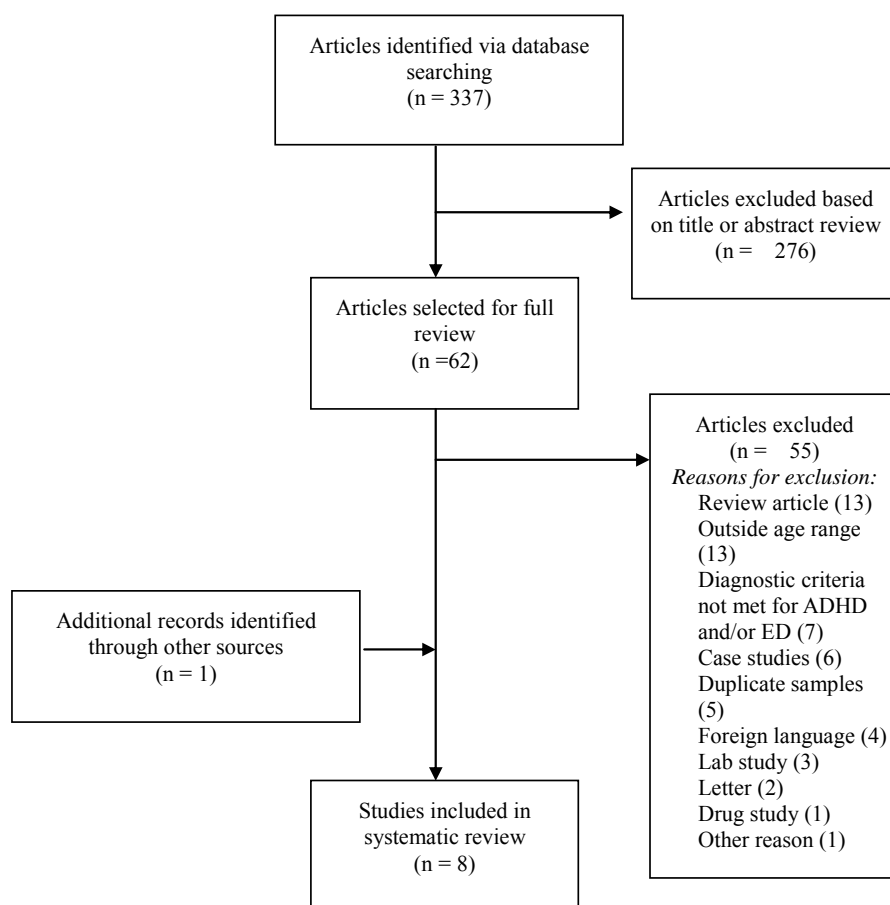 Articles identified via database
searching
(n = 337)
Articles excluded based
on title or abstract review
(n = 276)
Articles selected for full
review
(n =62)
Articles excluded
(n = 55)
Reasons for exclusion:
Review article (13)
Outside age range
(13)
Diagnostic criteria
not met for ADHD
and/or ED (7)
Case studies (6)
Duplicate samples
(5)
Foreign language (4)
Lab study (3)
Letter (2)
Drug study (1)
Other reason (1)
Additional records identified
through other sources
(n = 1)
Studies included in
systematic review
(n = 8)